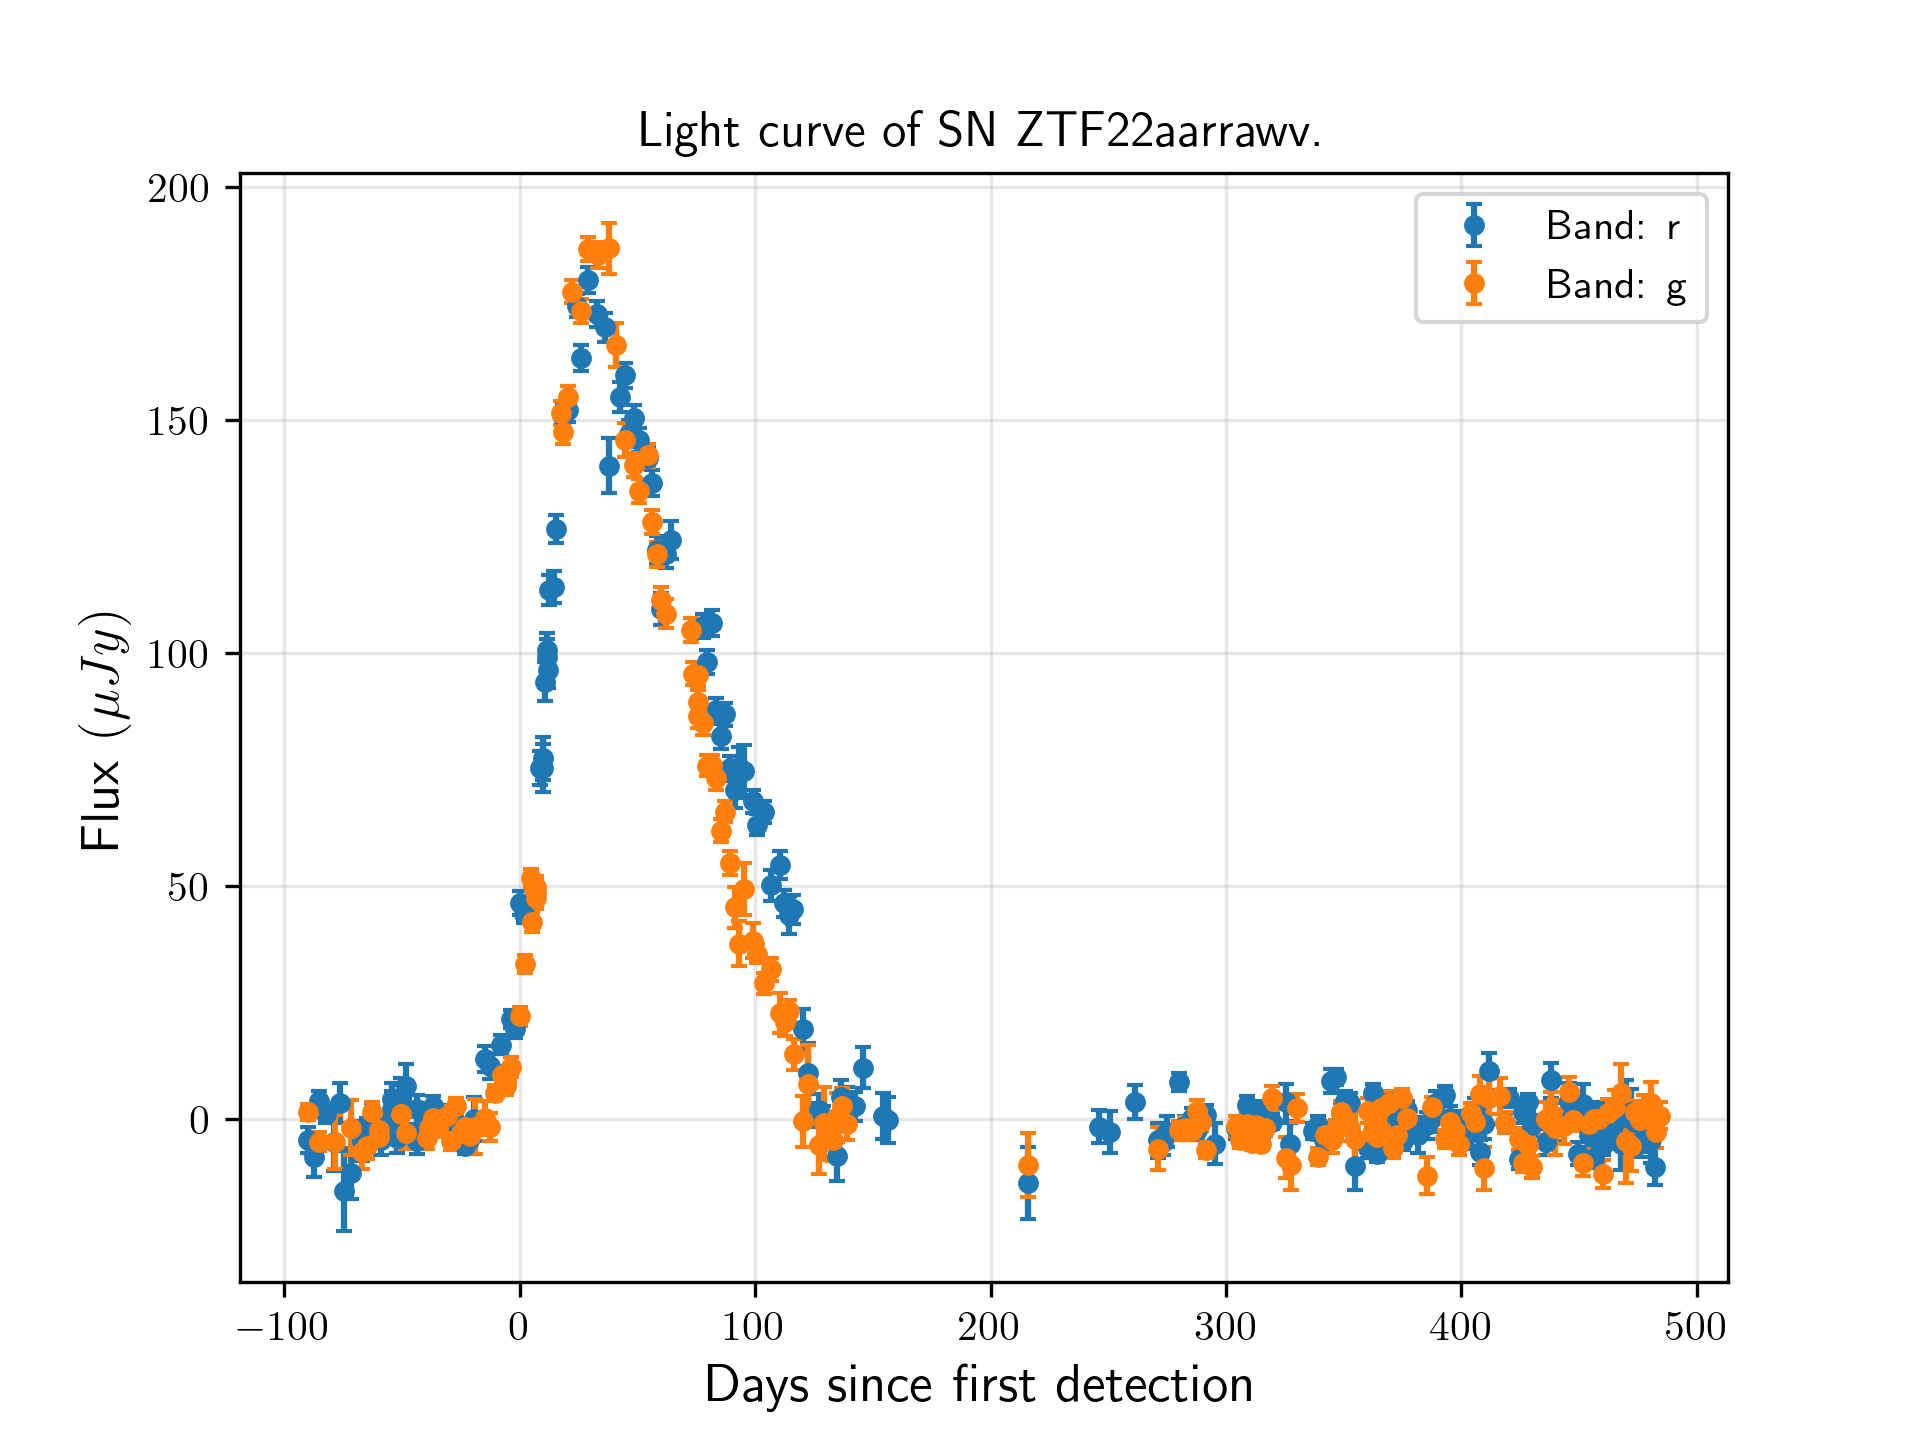 Light curve of SN ZTF22aarrawv.
200
150
100
50
0
Flux (μJy)
Band: r
Band: g
−100 0 100 200 300 400 500
Days since first detection